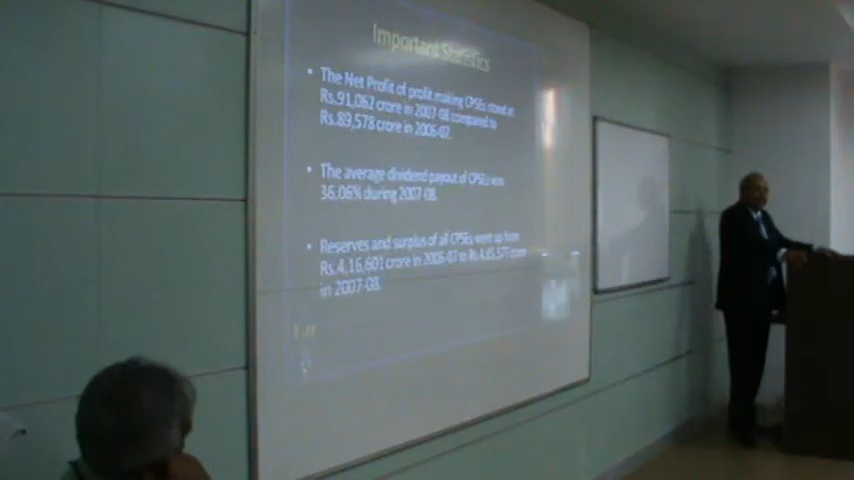 Important Statistics
• The Net Profit of profit making CPSEs stood at
Rs.91,062 crore in 2007-08 compared to
Rs.89,578 crore in 2006-07.
• The average dividend payout of CPSEs was
36.06% during 2007-08.
• Reserves and surplus of all CPSEs went up from
Rs.4,16,601 crore in 2006-07 to crore
in 2007-08.